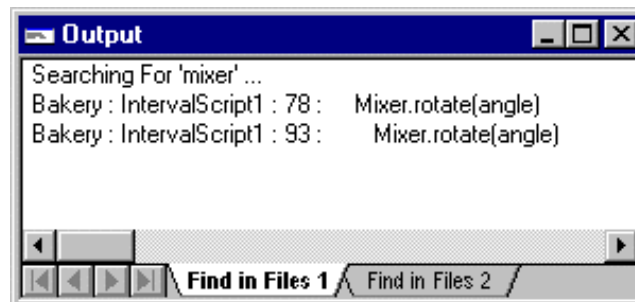 Output
Searching For 'mixer' ...
Bakery : IntervalScript1 : 78 : Mixer.rotate(angle)
Bakery : IntervalScript1 : 93 : Mixer.rotate(angle)
Find in Files 1 Find in Files 2